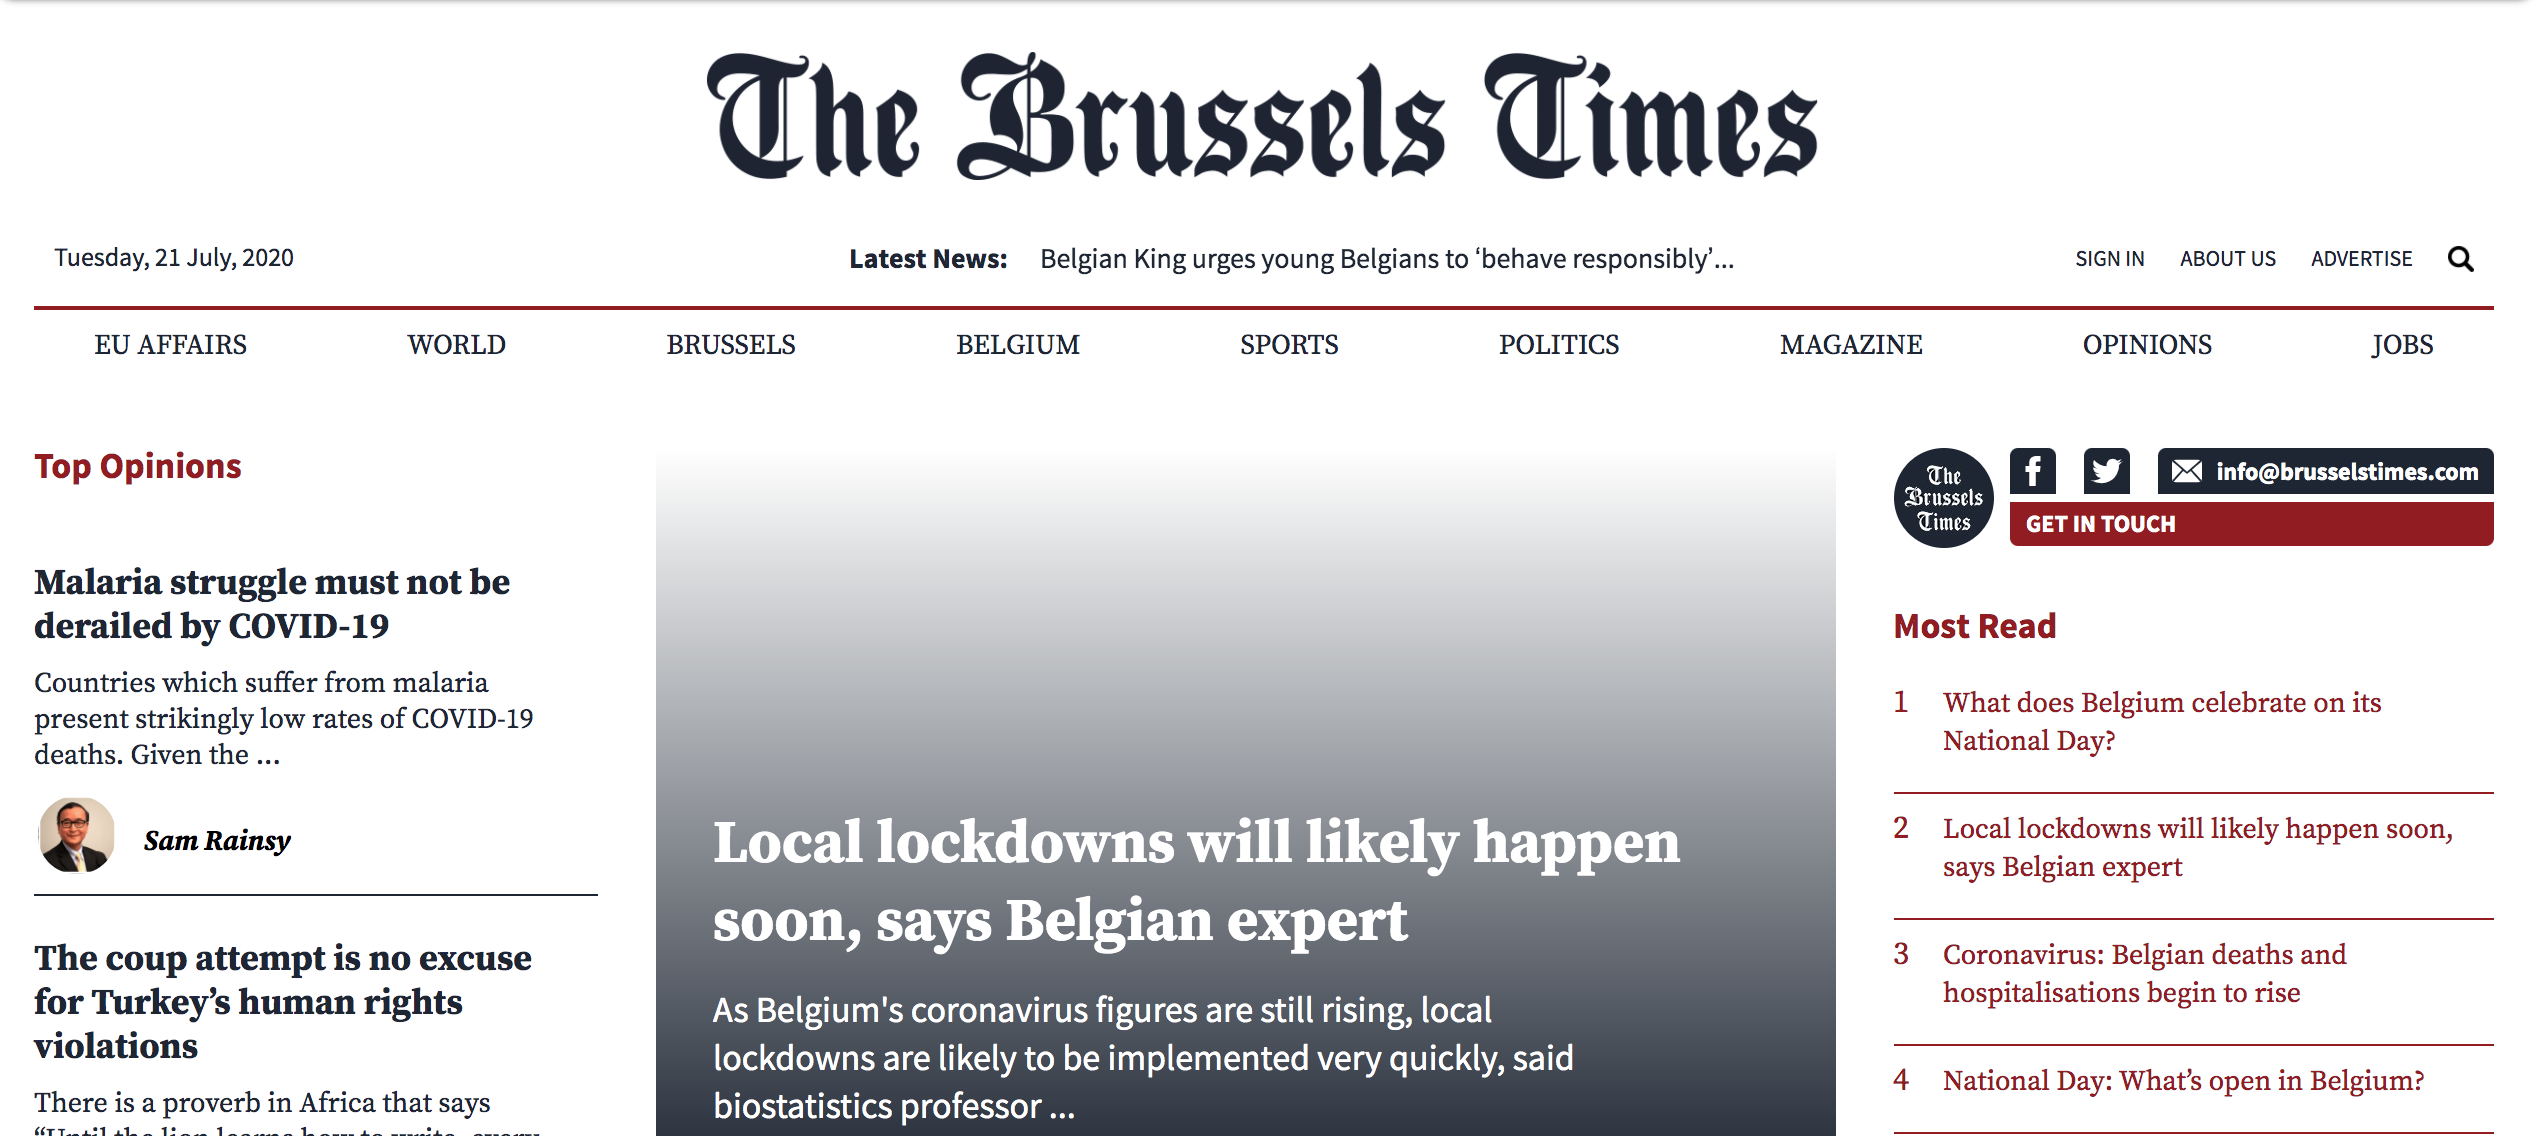 The Brussels Times
Tuesday, 21 July, 2020
Latest News: Belgian King urges young Belgians to ‘behave responsibly’...
SIGN IN ABOUT US ADVERTISE
EU AFFAIRS WORLD BRUSSELS BELGIUM SPORTS POLITICS MAGAZINE OPINIONS JOBS
Top Opinions
Malaria struggle must not be
derailed by COVID-19
Countries which suffer from malaria
present strikingly low rates of COVID-19
deaths. Given the ...
Sam Rainsy
The coup attempt is no excuse
for Turkey’s human rights
violations
There is a proverb in Africa that says
“Until the lion learns how to write, every
Local lockdowns will likely happen
soon, says Belgian expert
As Belgium's coronavirus figures are still rising, local
lockdowns are likely to be implemented very quickly, said
biostatistics professor ...
The
Brussels
Times
f
info@brusselstimes.com
GET IN TOUCH
Most Read
1 What does Belgium celebrate on its
National Day?
2 Local lockdowns will likely happen soon,
says Belgian expert
3 Coronavirus: Belgian deaths and
hospitalisations begin to rise
4 National Day: What’s open in Belgium?